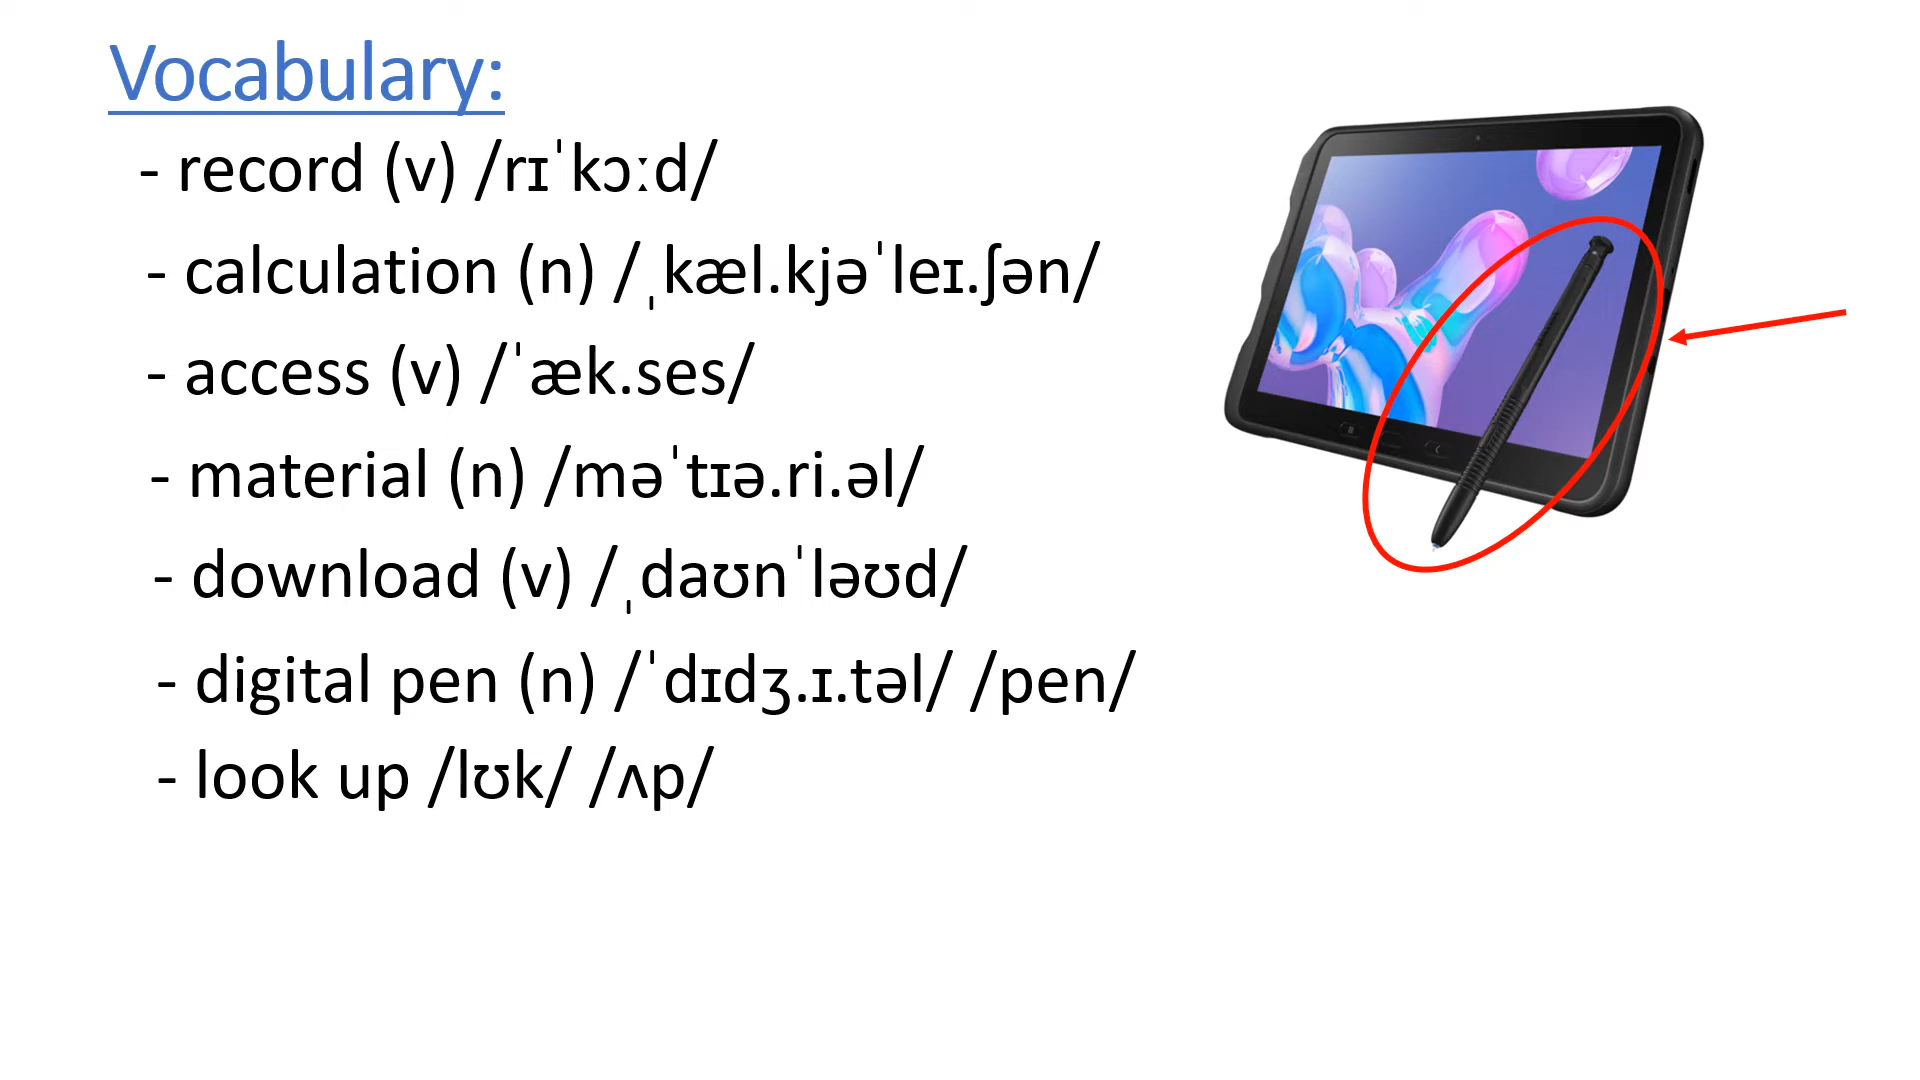 Vocabulary:
- record (v) /rɪˈkɔːd/
- calculation (n) /ˌkæl.kjəˈleɪ.ʃən/
- access (v) /ˈæk.ses/
- material (n) /məˈtɪə.ri.əl/
- download (v) /ˌdaʊnˈləʊd/
- digital pen (n) /ˈdɪdʒ.ɪ.təl/ /pen/
- look up /lʊk/ /ʌp/